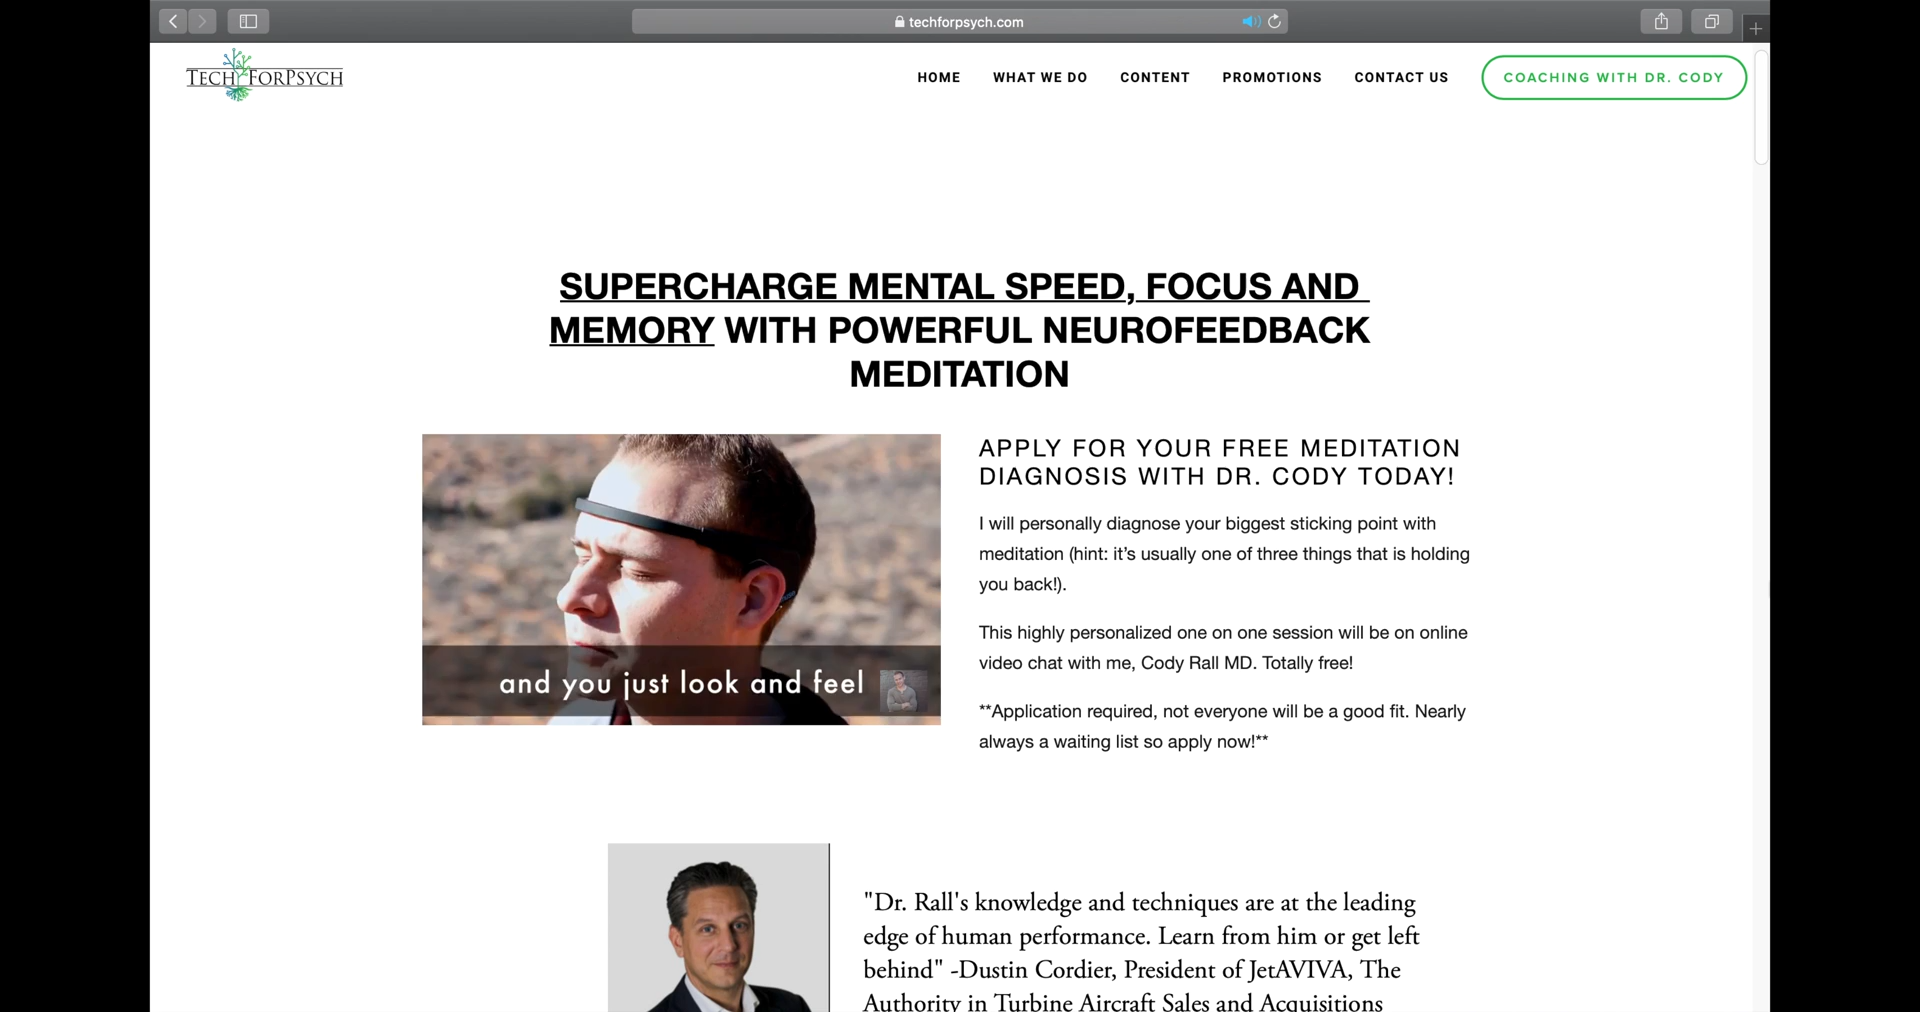 techforpsych.com
TECH FORPSYCH
HOME
WHAT WE DO
CONTENT
PROMOTIONS
CONTACT US
COACHING WITH DR. CODY
SUPERCHARGE MENTAL SPEED, FOCUS AND
MEMORY WITH POWERFUL NEUROFEEDBACK
MEDITATION
and you just look and feel
APPLY FOR YOUR FREE MEDITATION
DIAGNOSIS WITH DR. CODY TODAY!
I will personally diagnose your biggest sticking point with
meditation (hint: it’s usually one of three things that is holding
you back!).
This highly personalized one on one session will be on online
video chat with me, Cody Rall MD. Totally free!
**Application required, not everyone will be a good fit. Nearly
always a waiting list so apply now!**
"Dr. Rall's knowledge and techniques are at the leading
edge of human performance. Learn from him or get left
behind" -Dustin Cordier, President of JetAVIVA, The
Authority in Turbine Aircraft Sales and Acquisitions